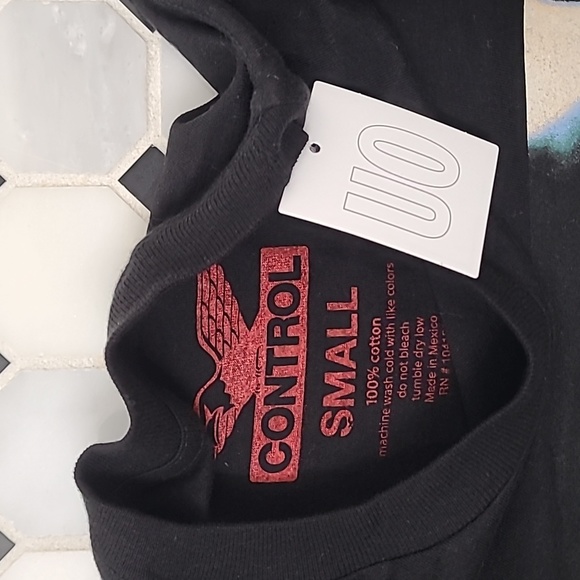 UO
CONTROL
SMALL
100% cotton
machine wash cold with like colors
do not bleach
tumble dry low
Made in Mexico
RN #